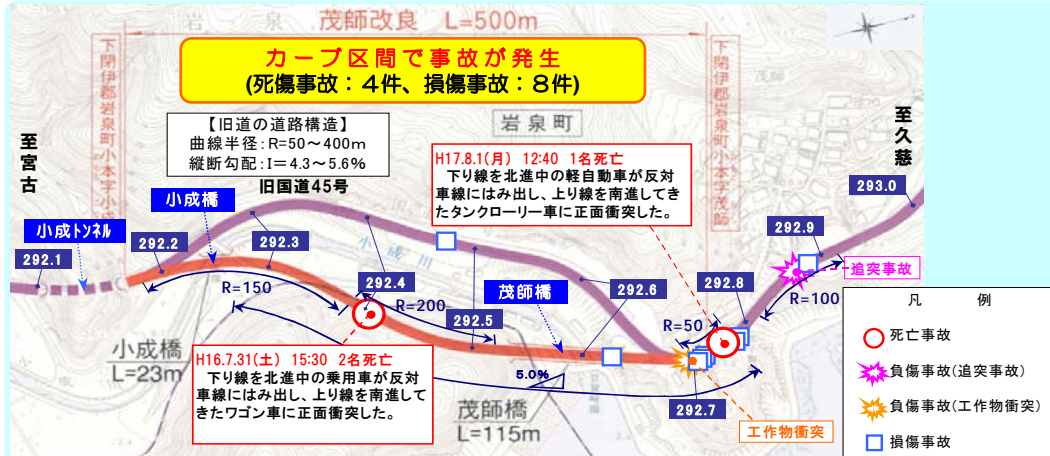 茂師改良 L=500m
カーブ区間で事故が発生
(死傷事故：4件、損傷事故：8件)
下閉伊郡岩泉町小本字小成
下閉伊郡岩泉町小本字茂師
至宮古
至久慈
【旧道の道路構造】
曲線半径：R=50～400m
縦断勾配：I= 4.3～5.6%
旧国道45号
岩泉町
茂師
H17.8.1(月) 12:40 1名死亡
下り線を北進中の軽自動車が反対
車線にはみ出し、上り線を南進してき
たタンクローリー車に正面衝突した。
小成橋
小成トンネル
小成川
茂師橋
292.1
292.2
292.3
292.4
292.5
292.6
292.7
292.8
292.9
293.0
R=150
R=200
R=50
R=100
5.0%
追突事故
工作物衝突
小成橋
L=23m
茂師橋
L=115m
H16.7.31(土) 15:30 2名死亡
下り線を北進中の乗用車が反対
車線にはみ出し、上り線を南進して
きたワゴン車に正面衝突した。
凡 例
死亡事故
負傷事故(追突事故)
負傷事故(工作物衝突)
損傷事故